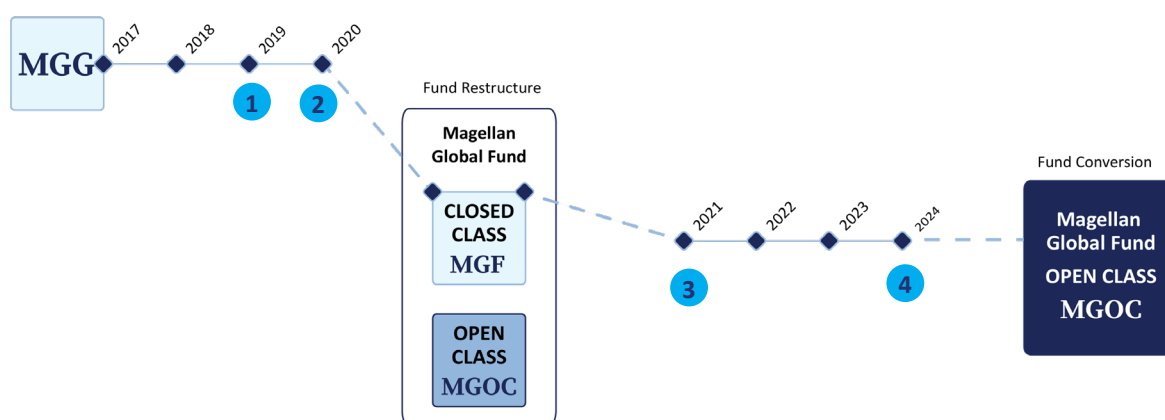 MGG
2017
2018
2019
2020
1
2
Fund Restructure
Magellan
Global Fund
CLOSED
CLASS
MGF
OPEN
CLASS
MGOC
2021
2022
2023
2024
3
4
Fund Conversion
Magellan
Global Fund
OPEN CLASS
MGOC